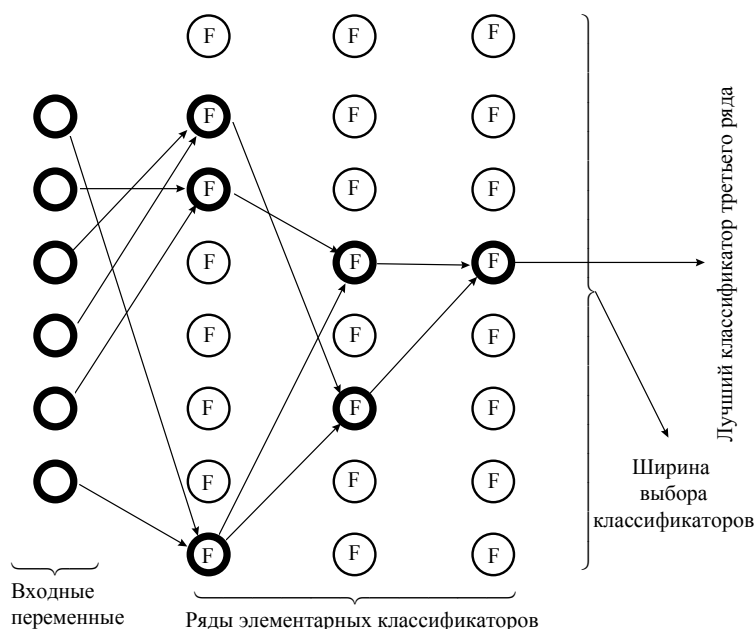 F F F
F F F
F F F
F F F
F F F
F F F
F F F
F F F
Лучший классификатор третьего ряда
Ширина
выбора
классификаторов
Входные
переменные
Ряды элементарных классификаторов